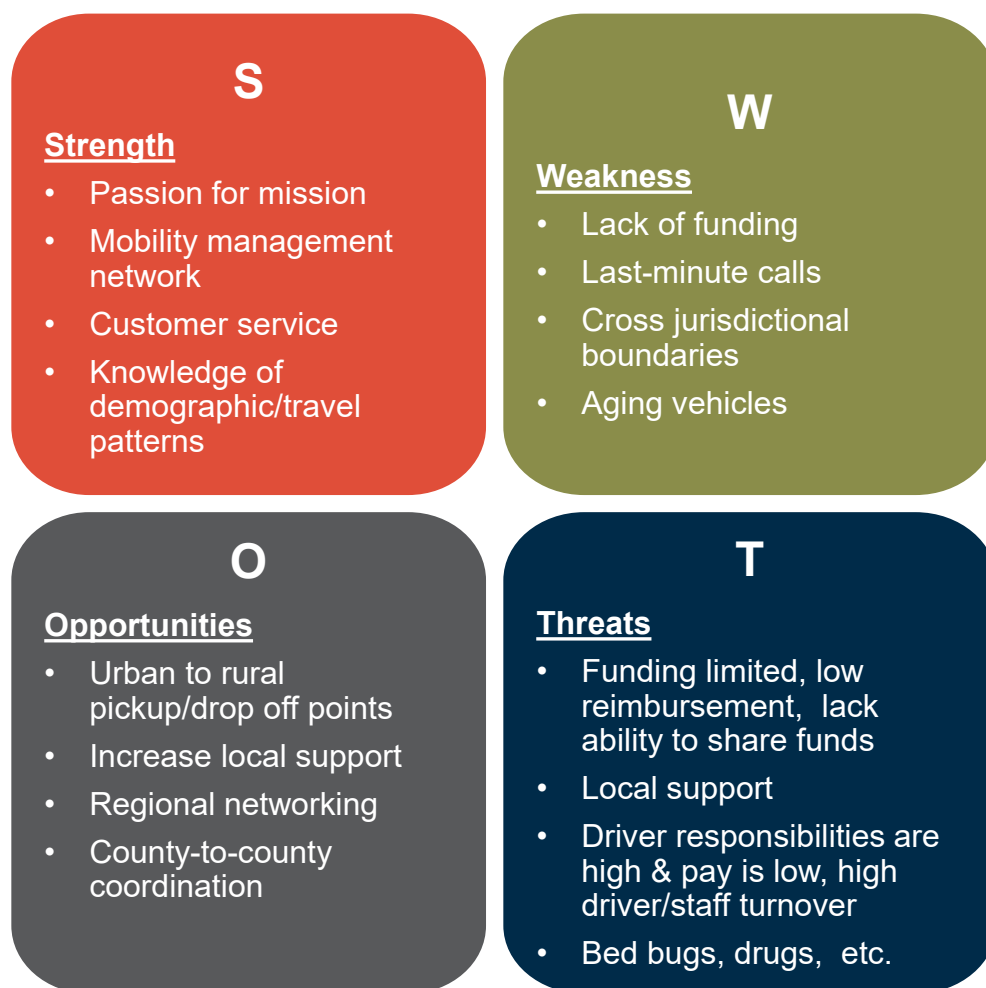 S
Strength
• Passion for mission
• Mobility management
network
• Customer service
• Knowledge of
demographic/travel
patterns
W
Weakness
• Lack of funding
• Last-minute calls
• Cross jurisdictional
boundaries
• Aging vehicles
O
Opportunities
• Urban to rural
pickup/drop off points
• Increase local support
• Regional networking
• County-to-county
coordination
T
Threats
• Funding limited, low
reimbursement,  lack
ability to share funds
• Local support
• Driver responsibilities are
high & pay is low, high
driver/staff turnover
• Bed bugs, drugs,  etc.